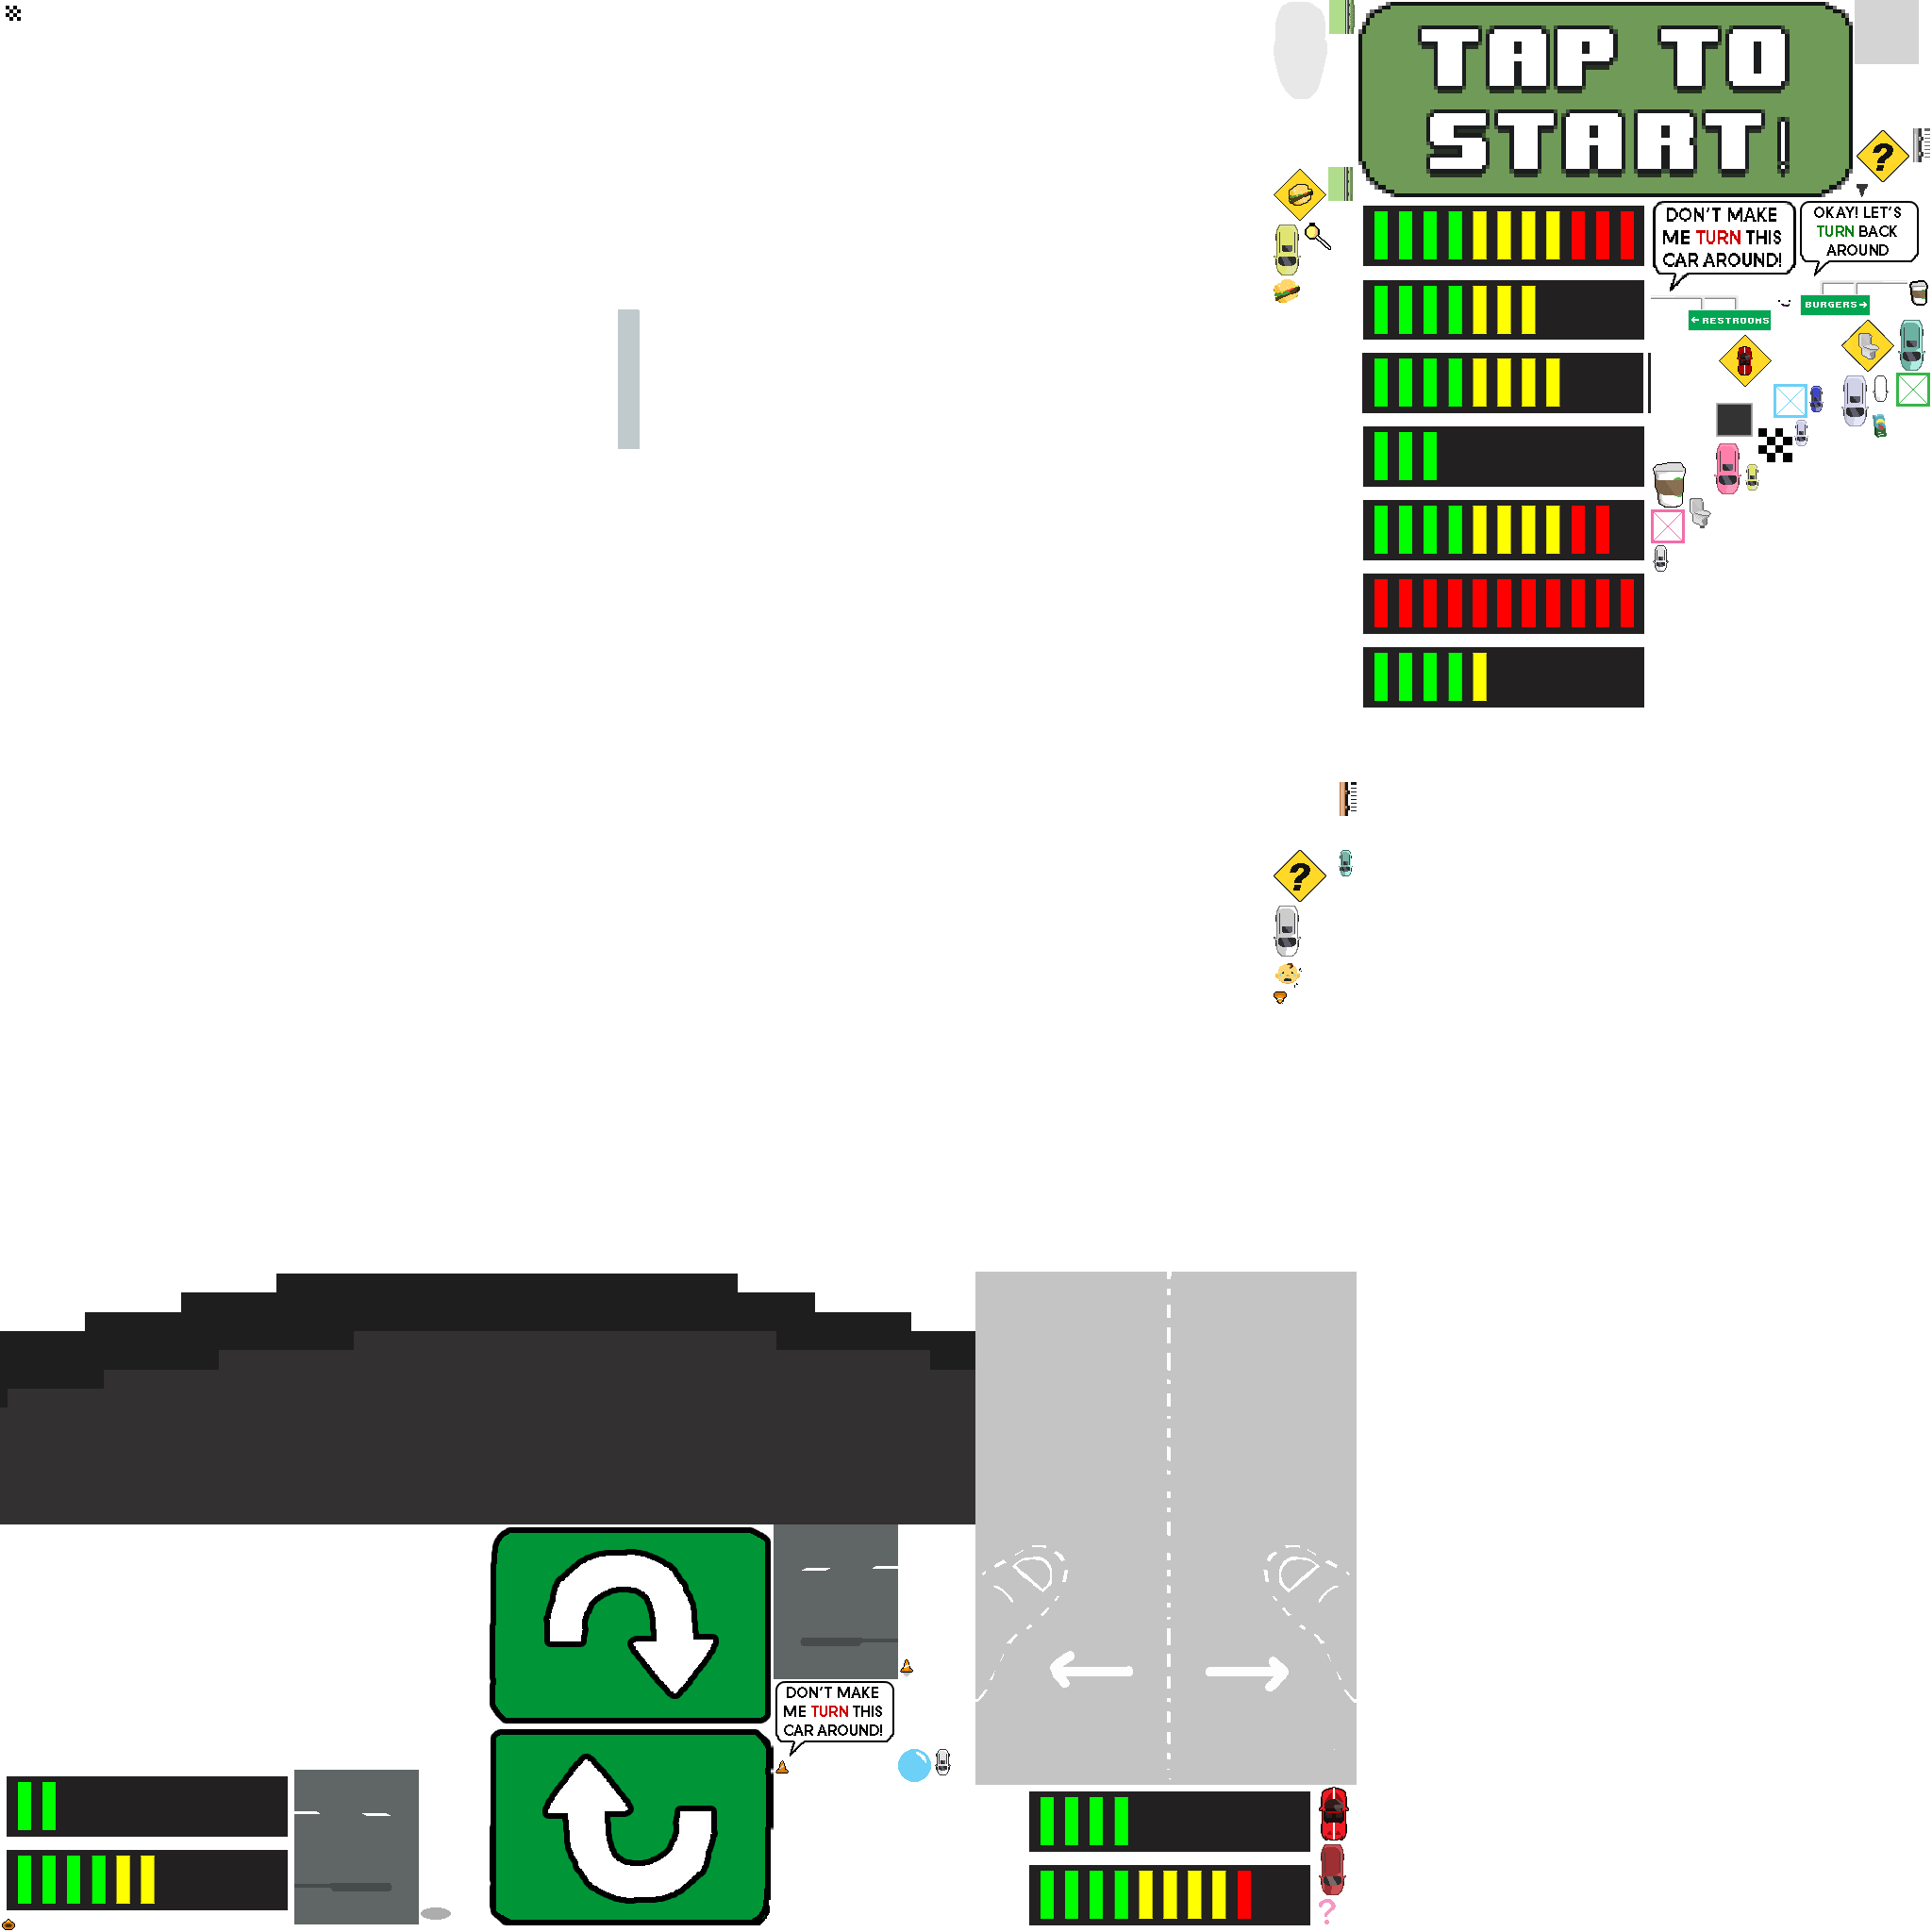 TAP TO
START!
?
DON'T MAKE
ME TURN THIS
CAR AROUND!
OKAY! LET'S
TURN BACK
AROUND
BURGERS→
←RESTROOMS
?
DON'T MAKE
ME TURN THIS
CAR AROUND!
?